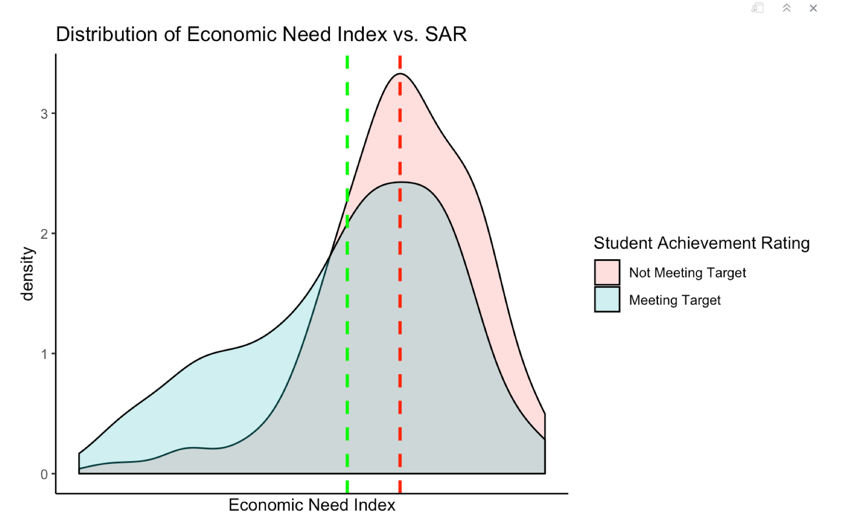 Distribution of Economic Need Index vs. SAR
3
2
1
0
density
Economic Need Index
Student Achievement Rating
Not Meeting Target
Meeting Target